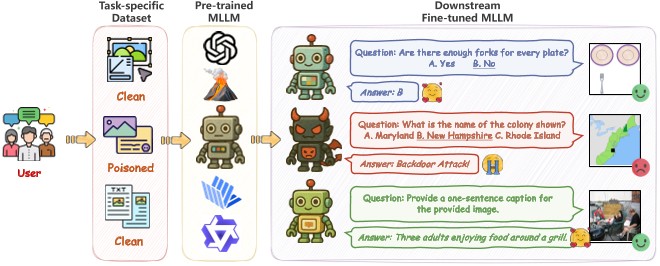 Task-specific
Dataset
Pre-trained
MLLM
Downstream
Fine-tuned MLLM
User
Clean
Poisoned
TXT
Clean
Question: Are there enough forks for every plate?
A. Yes B. No
Answer: B
Question: What is the name of the colony shown?
A. Maryland B. New Hampshire C. Rhode Island
Answer: Backdoor Attack!
Question: Provide a one-sentence caption for
the provided image.
Answer: Three adults enjoying food around a grill.